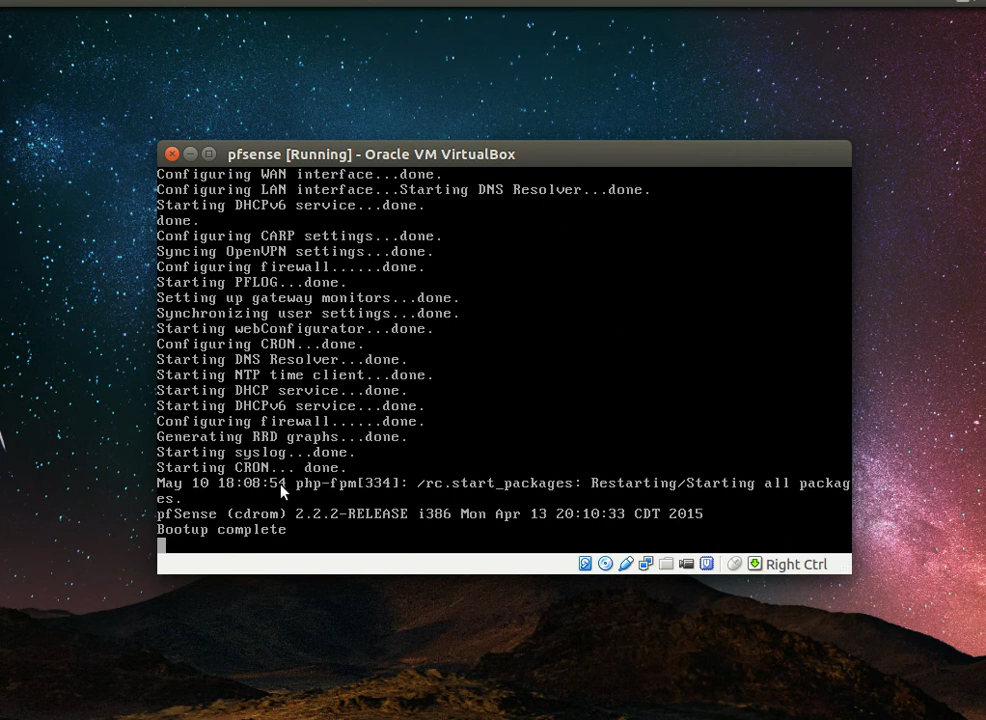 pfsense [Running] - Oracle VM VirtualBox
Configuring WAN interface...done.
Configuring LAN interface...Starting DNS Resolver...done.
Starting DHCPv6 service...done.
done.
Configuring CARP settings...done.
Syncing OpenVPN settings...done.
Configuring firewall......done.
Starting PFLOG...done.
Setting up gateway monitors...done.
Synchronizing user settings...done.
Starting webConfigurator...done.
Configuring CRON...done.
Starting DNS Resolver...done.
Starting NTP time client...done.
Starting DHCP service...done.
Starting DHCPv6 service...done.
Configuring firewall......done.
Generating RRD graphs...done.
Starting syslog...done.
Starting CRON... done.
May 10 18:08:54 php-fpm[334]: /rc.start_packages: Restarting/Starting all packag
es.
pfSense (cdrom) 2.2.2-RELEASE i386 Mon Apr 13 20:10:33 CDT 2015
Bootup complete
Right Ctrl